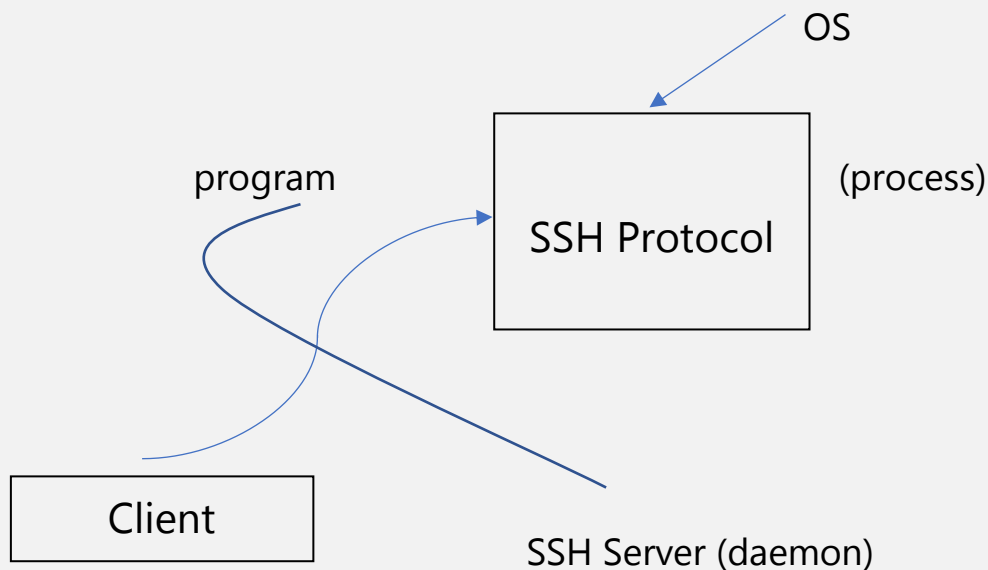 OS
program
(process)
SSH Protocol
Client
SSH Server (daemon)